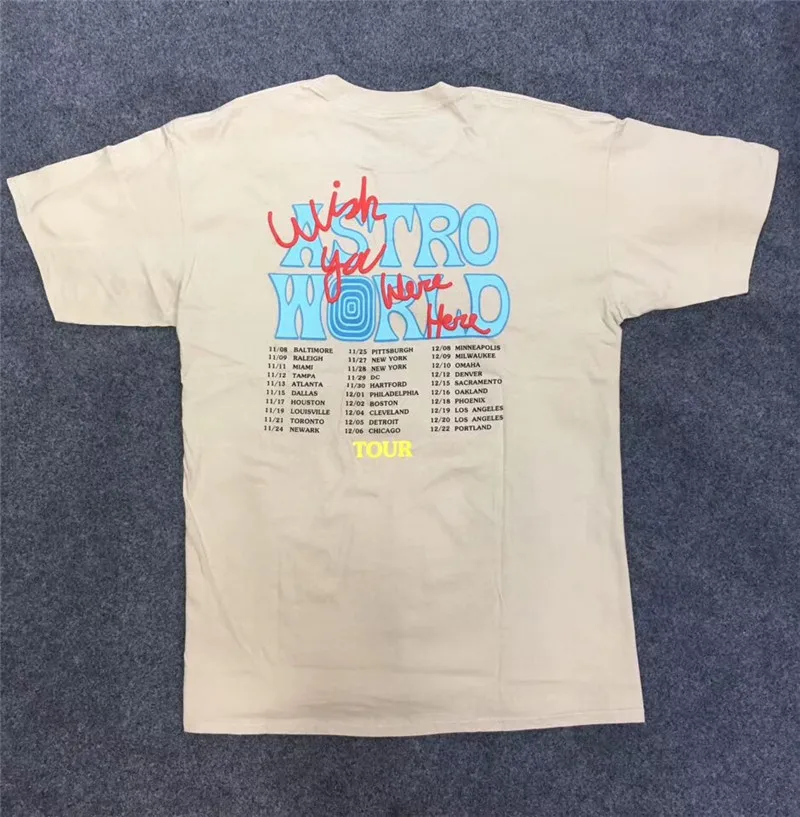 Wish
ASTRO
ya
Were
WORLD
Here
11/08 BALTIMORE
11/09 RALEIGH
11/11 MIAMI
11/12 TAMPA
11/13 ATLANTA
11/15 DALLAS
11/17 HOUSTON
11/19 LOUISVILLE
11/21 TORONTO
11/24 NEWARK
11/25 PITTSBURGH
11/27 NEW YORK
11/28 NEW YORK
11/29 DC
11/30 HARTFORD
12/01 PHILADELPHIA
12/02 BOSTON
12/04 CLEVELAND
12/05 DETROIT
12/06 CHICAGO
12/08 MINNEAPOLIS
12/09 MILWAUKEE
12/10 OMAHA
12/12 DENVER
12/15 SACRAMENTO
12/16 OAKLAND
12/18 PHOENIX
12/19 LOS ANGELES
12/20 LOS ANGELES
12/22 PORTLAND
TOUR